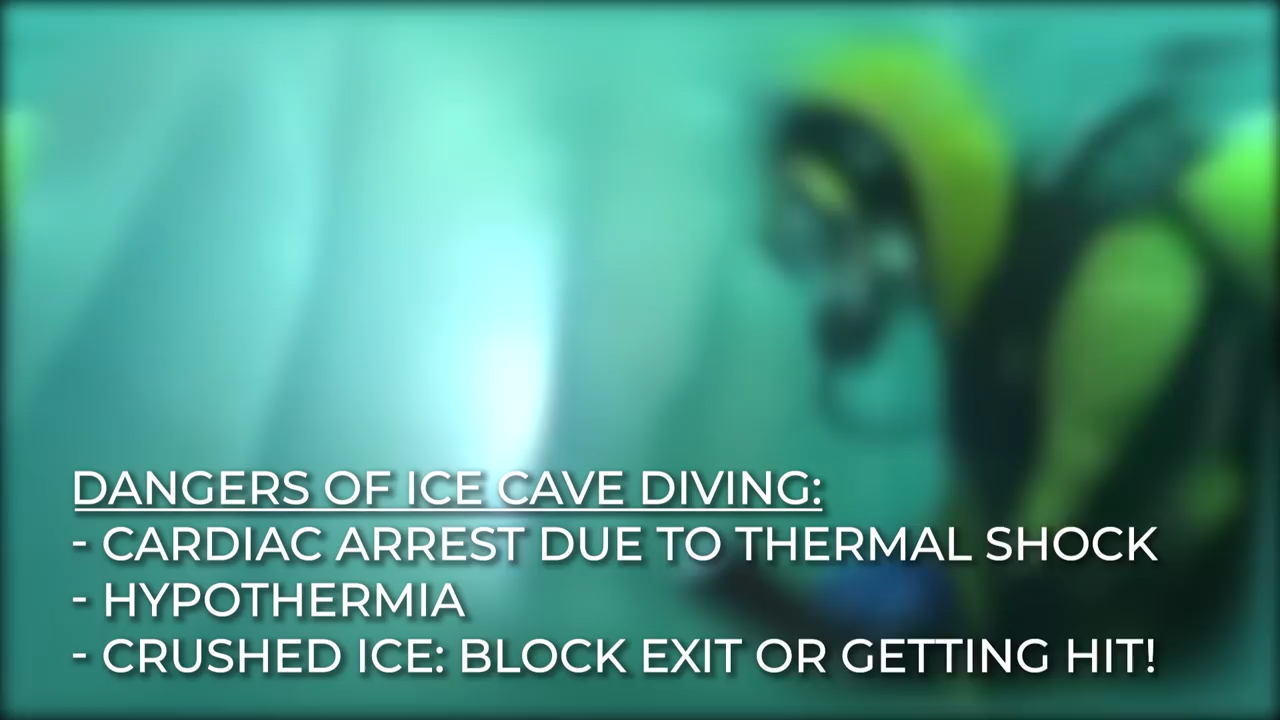 DANGERS OF ICE CAVE DIVING:
- CARDIAC ARREST DUE TO THERMAL SHOCK
- HYPOTHERMIA
- CRUSHED ICE: BLOCK EXIT OR GETTING HIT!